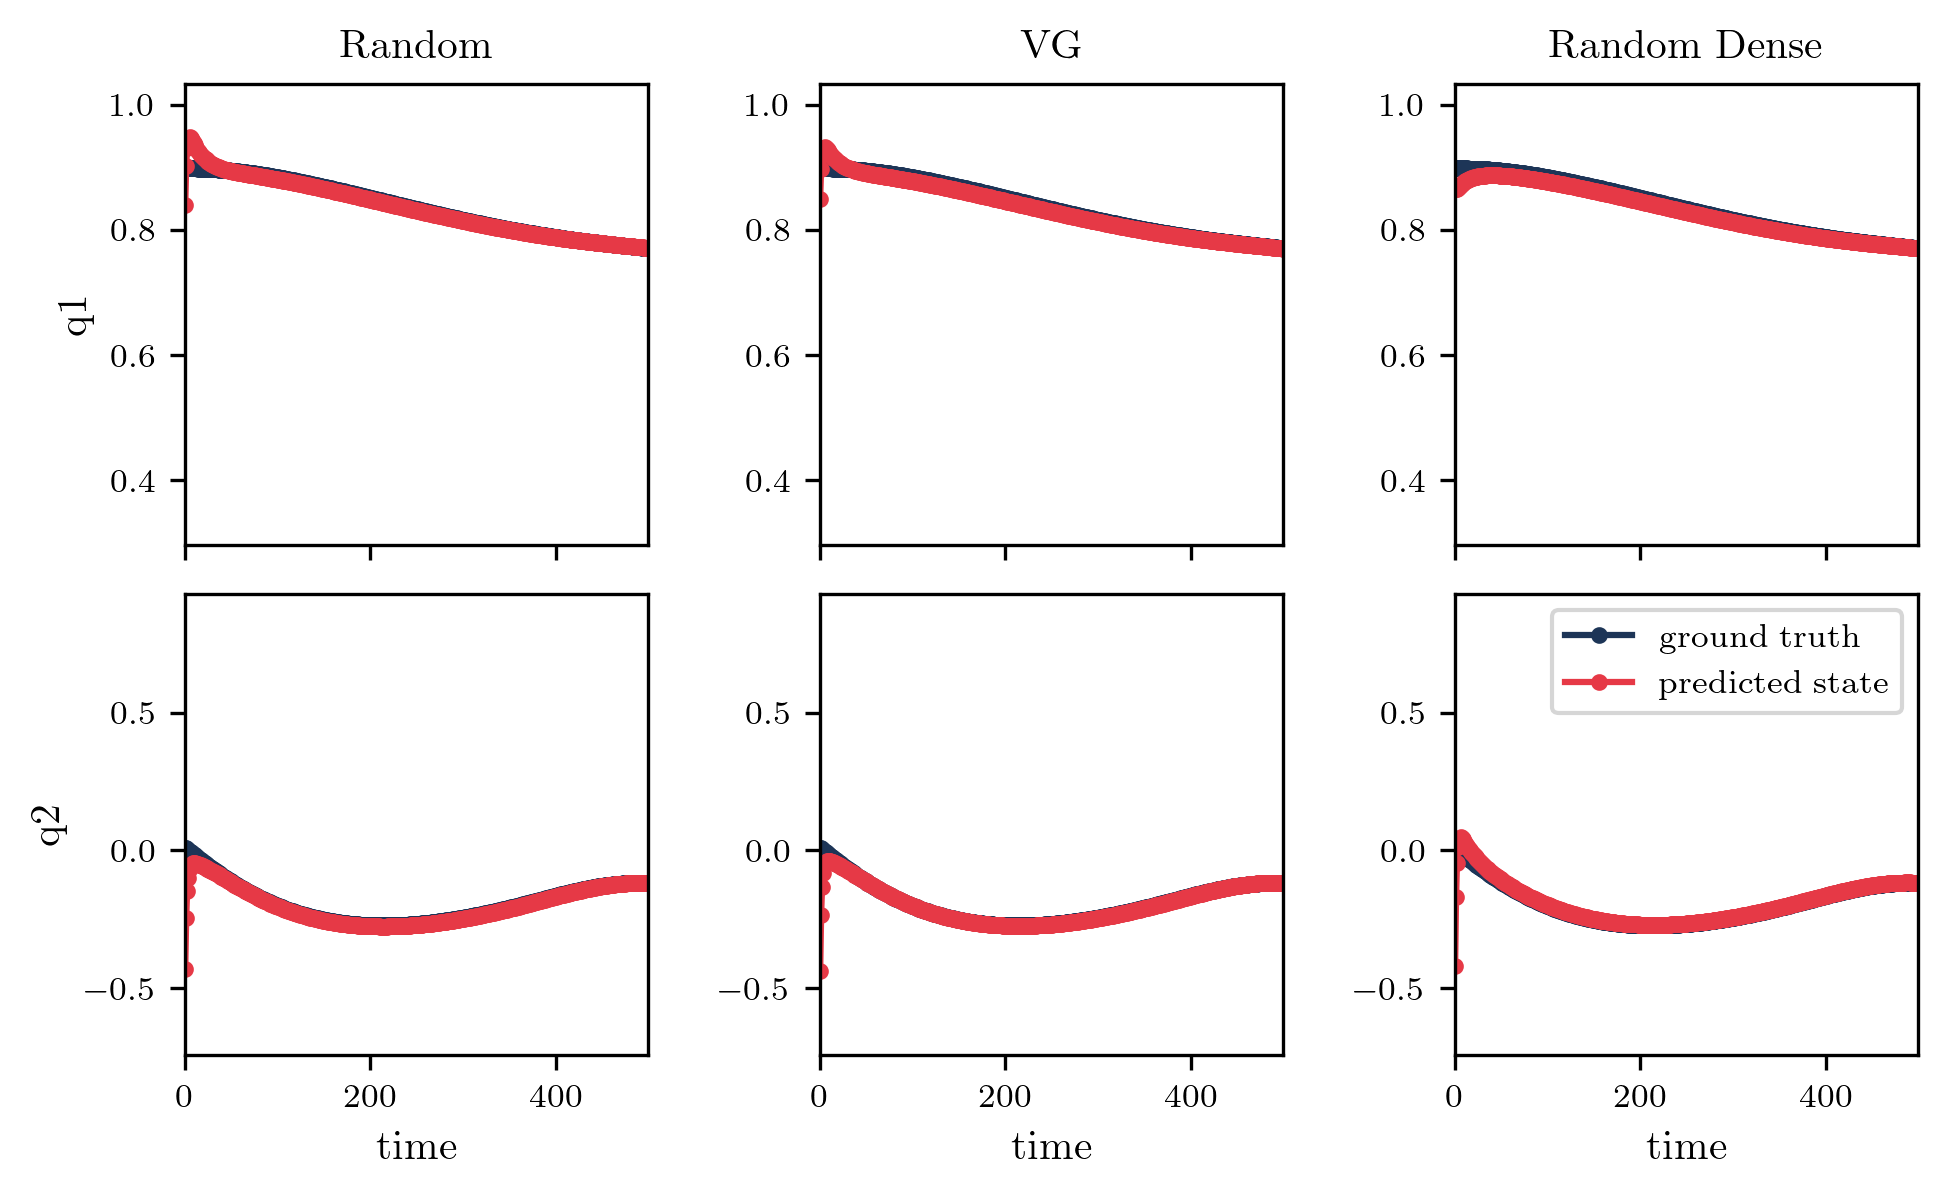 Random VG Random Dense
1.0 1.0 1.0
0.8 0.8 0.8
q1
0.6 0.6 0.6
0.4 0.4 0.4
ground truth
predicted state
0.5 0.5 0.5
q2
0.0 0.0 0.0
−0.5 −0.5 −0.5
0 200 400 0 200 400 0 200 400
time time time